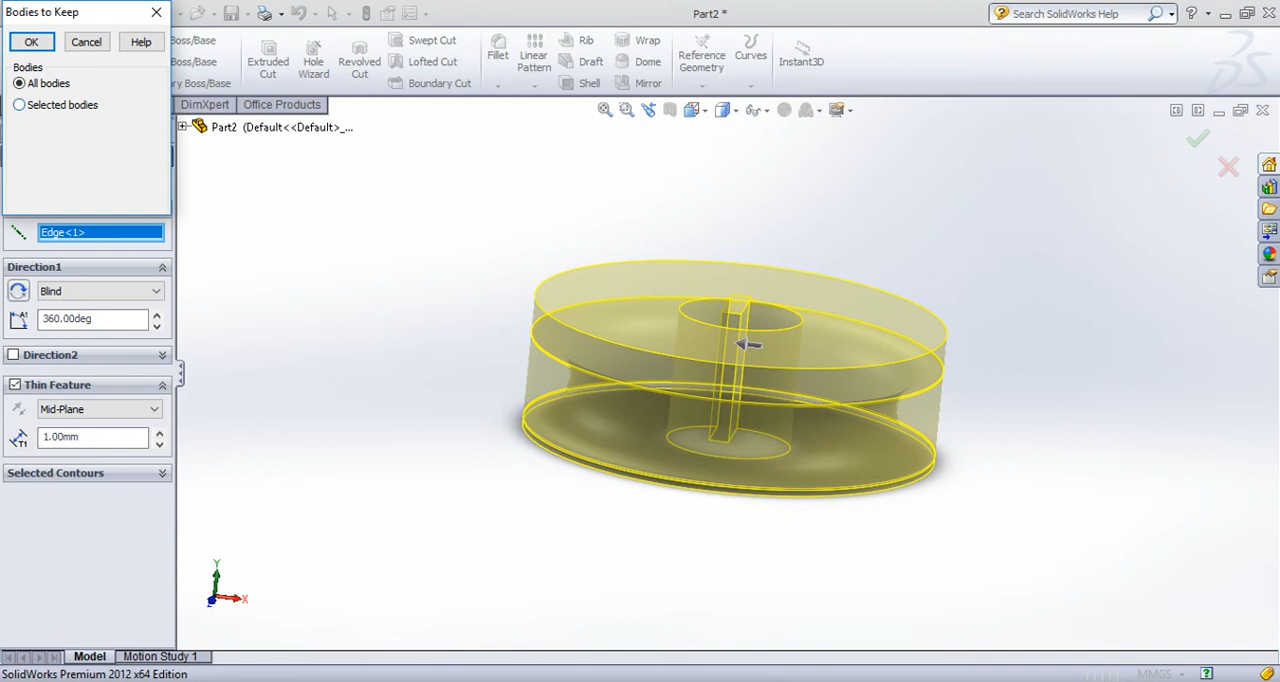 Bodies to Keep
OK Cancel Help
Bodies
All bodies
Selected bodies
Part2 *
Search SolidWorks Help
Boss/Base
Boss/Base
ry Boss/Base
Extruded Cut
Hole Wizard
Revolved Cut
Swept Cut
Lofted Cut
Boundary Cut
Fillet
Linear Pattern
Rib
Draft
Shell
Wrap
Dome
Mirror
Reference Geometry
Curves
Instant3D
DimXpert Office Products
Part2 (Default<<Default>_...
Edge<1>
Direction1
Blind
360.00deg
Direction2
Thin Feature
Mid-Plane
1.00mm
Selected Contours
Y
X
Z
Model Motion Study 1
SolidWorks Premium 2012 x64 Edition
MMGS